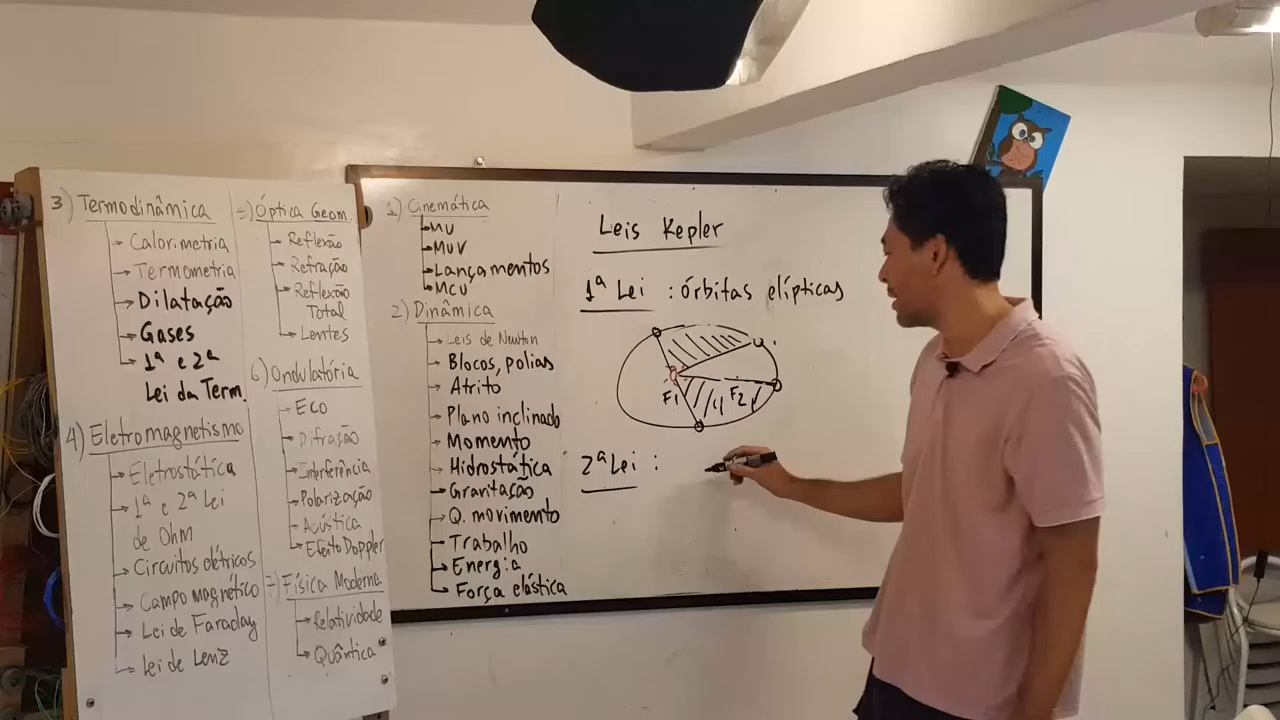 3) Termodinâmica
Calorimetria
Termometria
Dilatação
Gases
1ª e 2ª
Lei da Term.
4) Eletromagnetismo
Eletrostática
1ª e 2ª Lei
de Ohm
Circuitos elétricos
Campo magnético
Lei de Faraday
Lei de Lenz
5) Óptica Geom.
Reflexão
Refração
Reflexão
Total
Lentes
6) Ondulatória
Eco
Difração
Interferência
Polarização
Acústica
Efeito Doppler
7) Física Moderna
Relatividade
Quântica
1) Cinemática
MU
MUV
Lançamentos
MCU
2) Dinâmica
Leis de Newton
Blocos, polias
Atrito
Plano inclinado
Momento
Hidrostática
Gravitação
Q. movimento
Trabalho
Energia
Força elástica
Leis Kepler
1ª Lei : órbitas elípticas
F1
F2
2ª Lei :